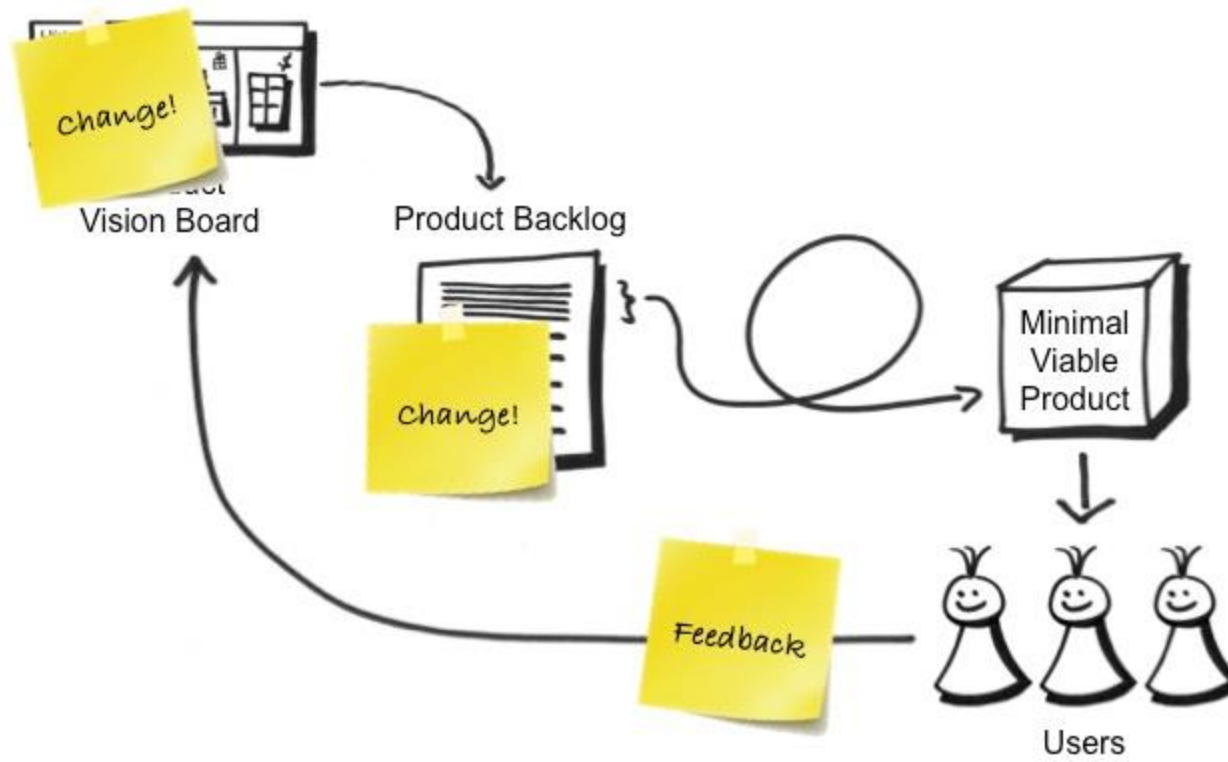 Change!
Vision Board
Product Backlog
Change!
Minimal
Viable
Product
Feedback
Users